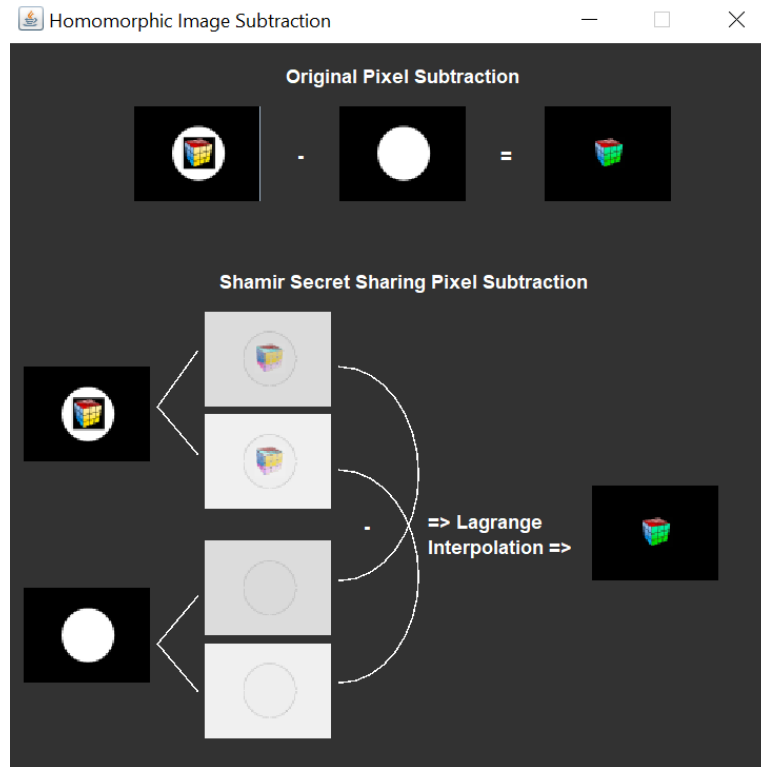 Homomorphic Image Subtraction
Original Pixel Subtraction
- =
Shamir Secret Sharing Pixel Subtraction
-
=> Lagrange
Interpolation =>